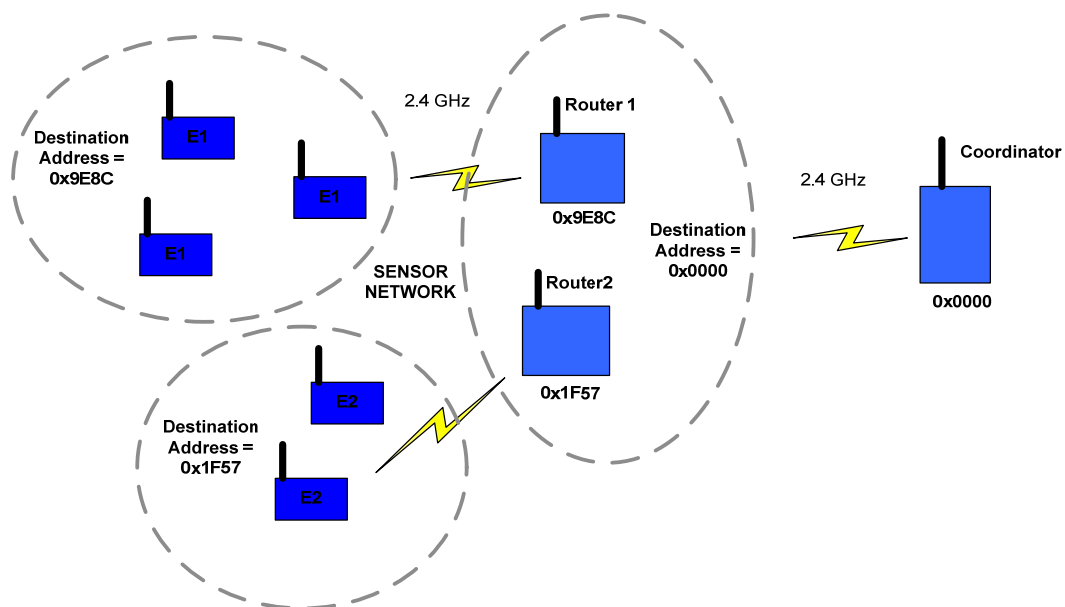 2.4 GHz
Router 1
E1
Destination
Address =
0x9E8C
E1
E1
0x9E8C
Destination
Address =
0x0000
2.4 GHz
Coordinator
0x0000
SENSOR
NETWORK
Router2
0x1F57
E2
Destination
Address =
0x1F57
E2